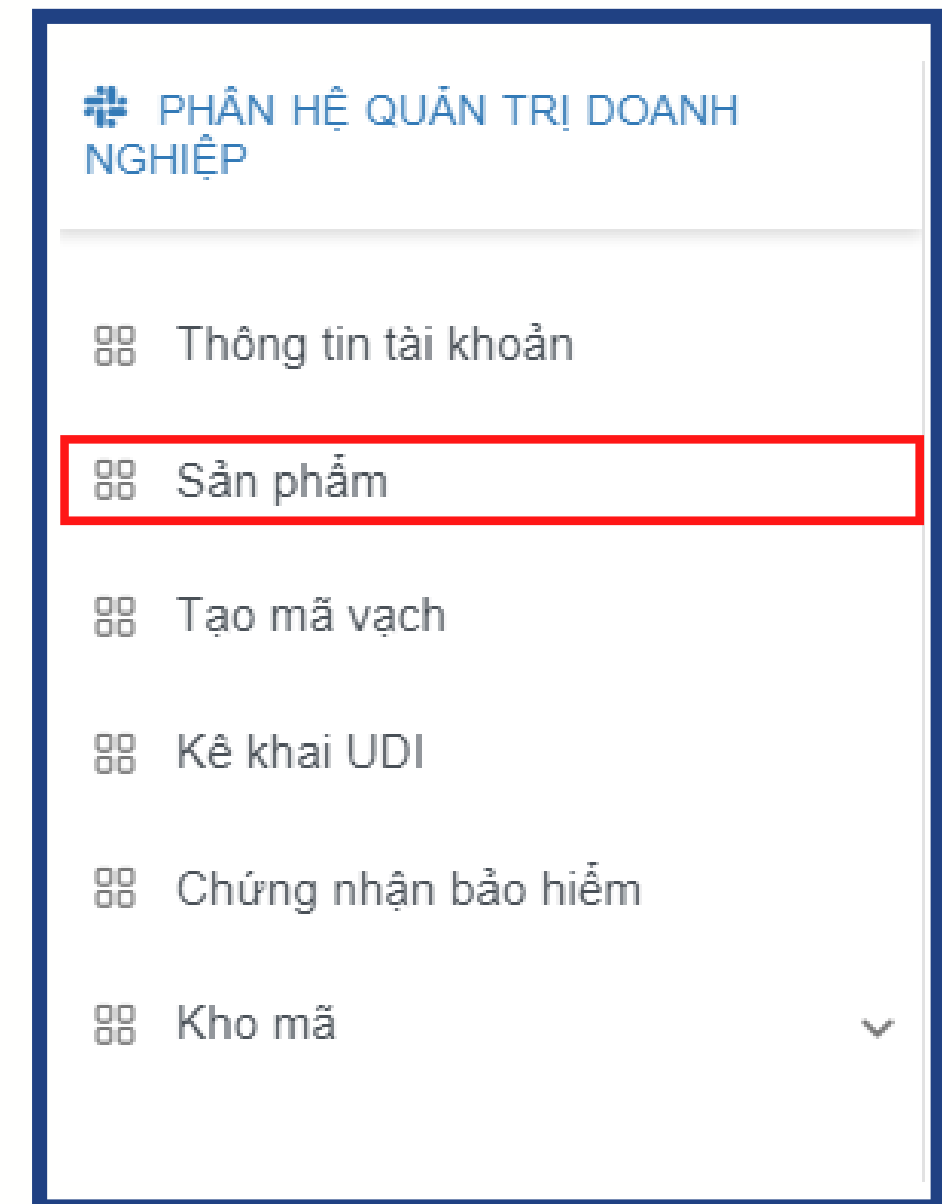 PHÂN HỆ QUẢN TRỊ DOANH
NGHIỆP
Thông tin tài khoản
Sản phẩm
Tạo mã vạch
Kê khai UDI
Chứng nhận bảo hiểm
Kho mã